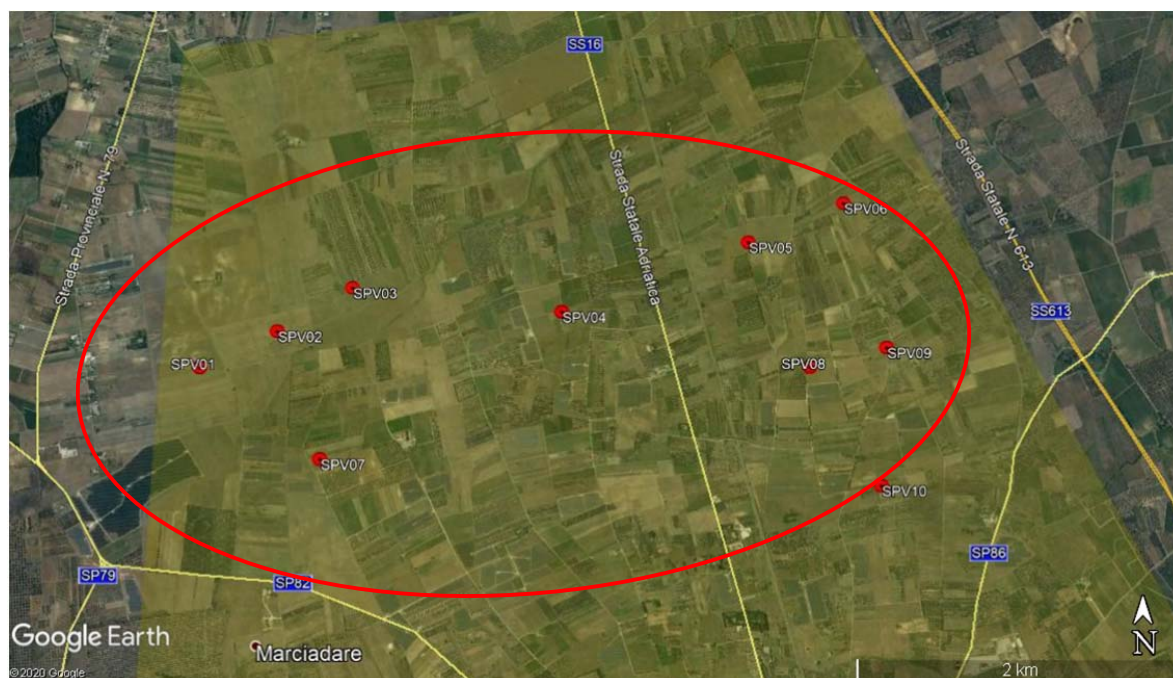 SS16
Strada Provinciale N 79
Strada Statale Adriatica
Strada Statale N 613
SPV06
SPV05
SPV03
SPV04
SS613
SPV02
SPV01
SPV09
SPV08
SPV07
SPV10
SP79
SP82
SP86
Google Earth
Marciadare
N
© 2020 Google
2 km